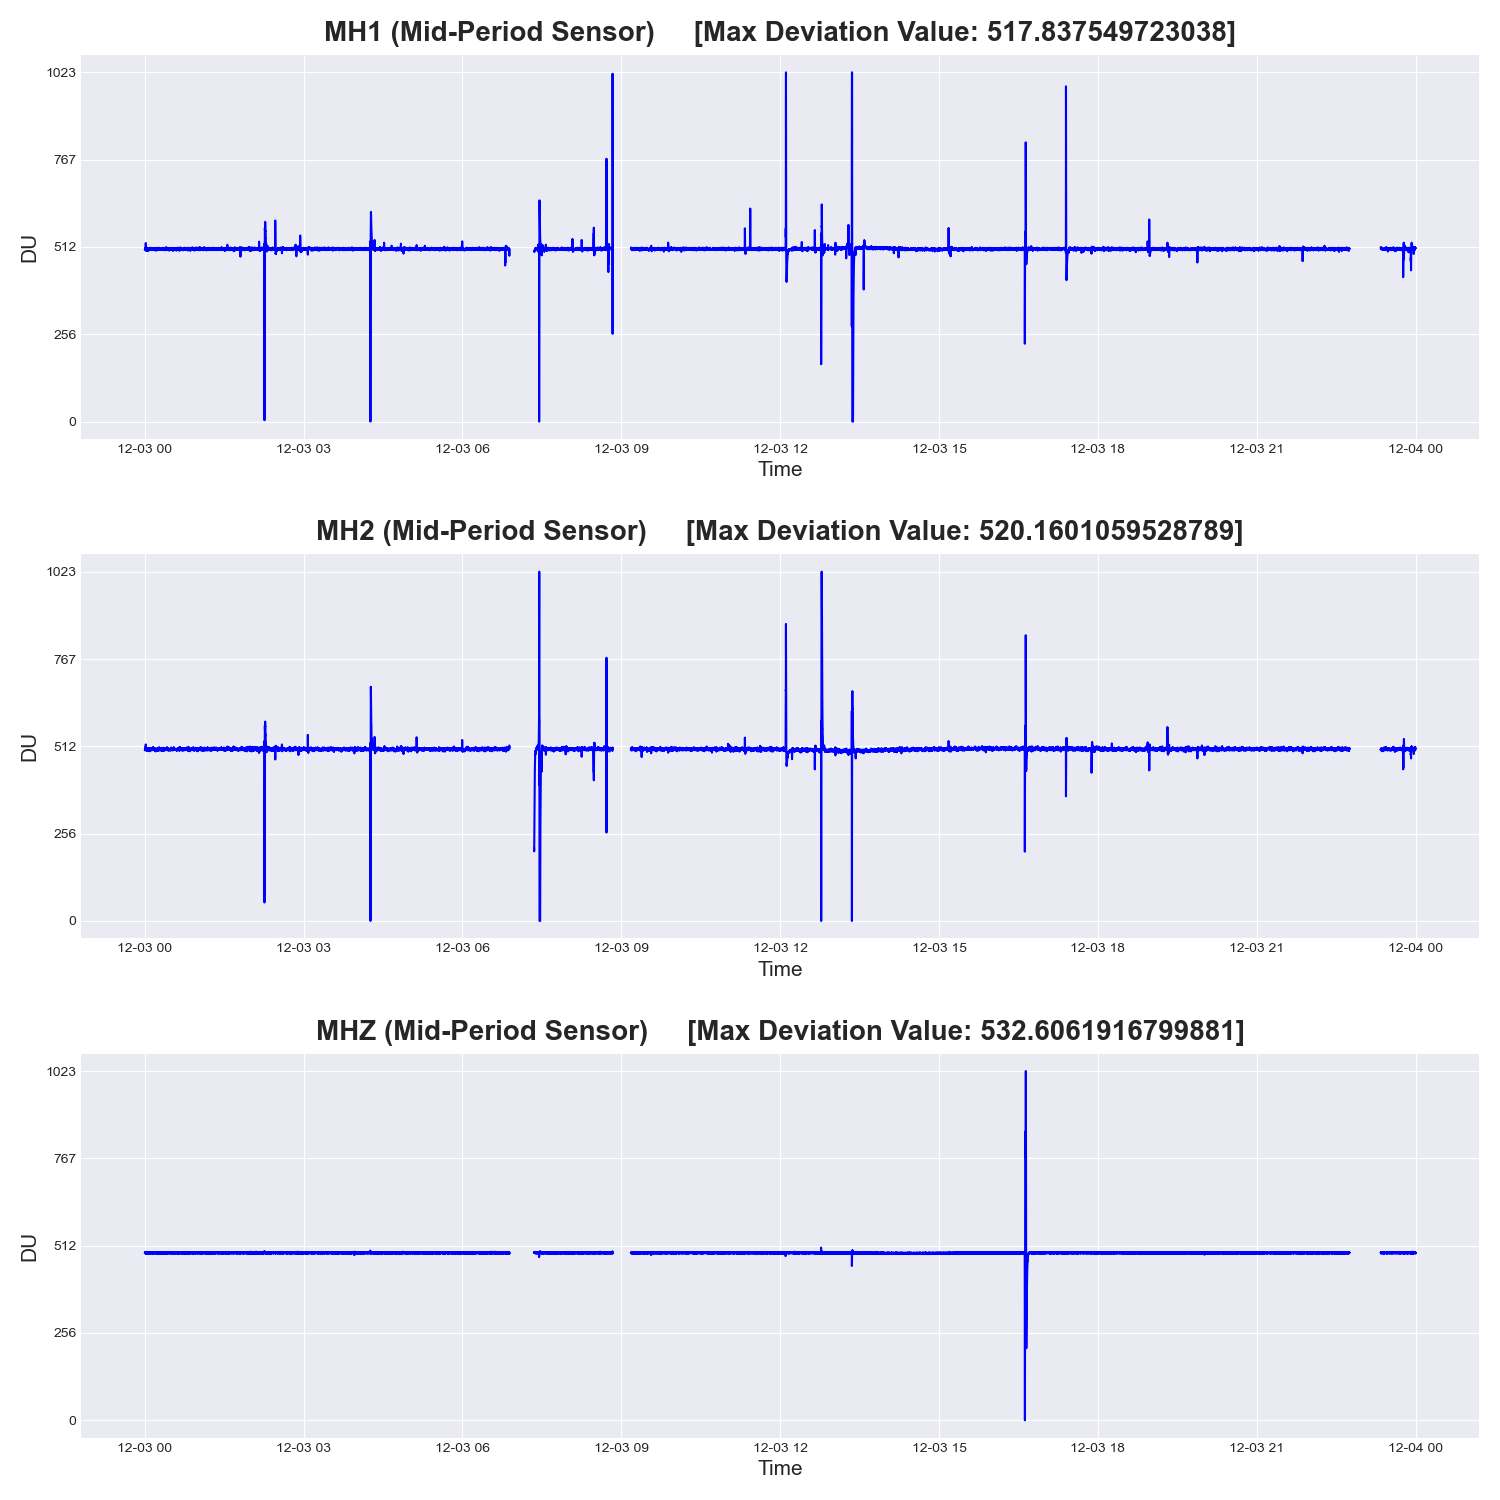 MH1 (Mid-Period Sensor) [Max Deviation Value: 517.837549723038]
1023
767
512
256
0
DU
12-03 00 12-03 03 12-03 06 12-03 09 12-03 12 12-03 15 12-03 18 12-03 21 12-04 00
Time
MH2 (Mid-Period Sensor) [Max Deviation Value: 520.1601059528789]
1023
767
512
256
0
DU
12-03 00 12-03 03 12-03 06 12-03 09 12-03 12 12-03 15 12-03 18 12-03 21 12-04 00
Time
MHZ (Mid-Period Sensor) [Max Deviation Value: 532.6061916799881]
1023
767
512
256
0
DU
12-03 00 12-03 03 12-03 06 12-03 09 12-03 12 12-03 15 12-03 18 12-03 21 12-04 00
Time